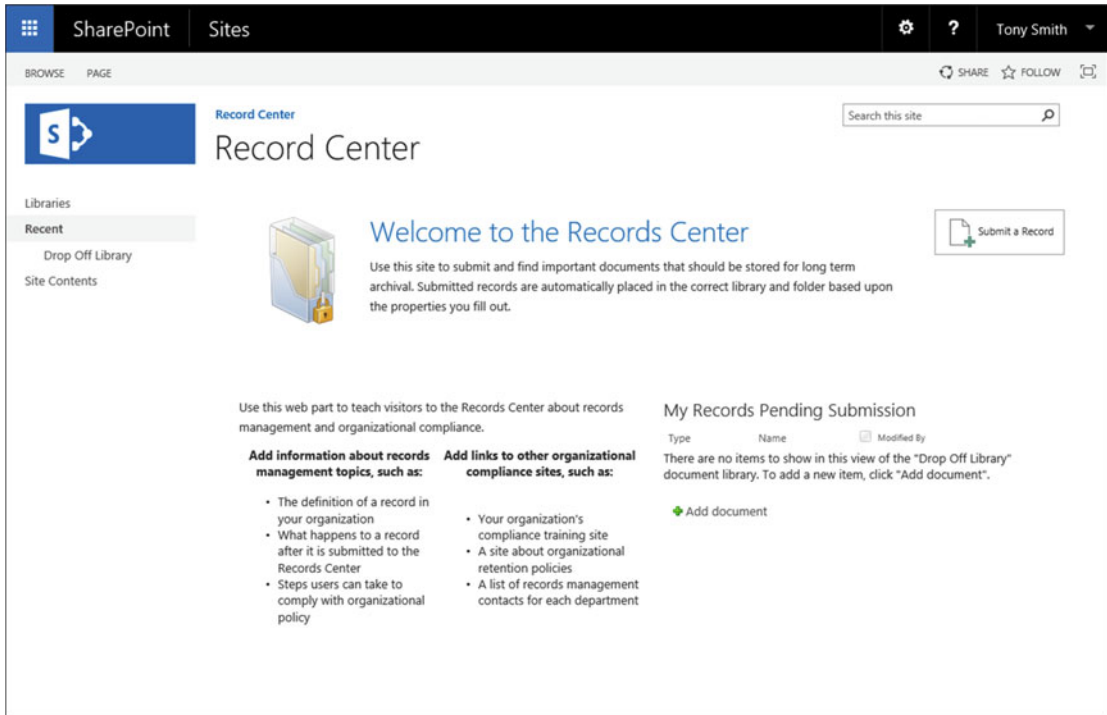 SharePoint
Sites
?
Tony Smith
BROWSE
PAGE
SHARE
FOLLOW
S
Record Center
Record Center
Search this site
Libraries
Recent
Drop Off Library
Site Contents
Welcome to the Records Center
Use this site to submit and find important documents that should be stored for long term
archival. Submitted records are automatically placed in the correct library and folder based upon
the properties you fill out.
Submit a Record
Use this web part to teach visitors to the Records Center about records
management and organizational compliance.
Add information about records
management topics, such as:
• The definition of a record in
your organization
• What happens to a record
after it is submitted to the
Records Center
• Steps users can take to
comply with organizational
policy
Add links to other organizational
compliance sites, such as:
• Your organization's
compliance training site
• A site about organizational
retention policies
• A list of records management
contacts for each department
My Records Pending Submission
Type
Name
Modified By
There are no items to show in this view of the "Drop Off Library"
document library. To add a new item, click "Add document".
Add document